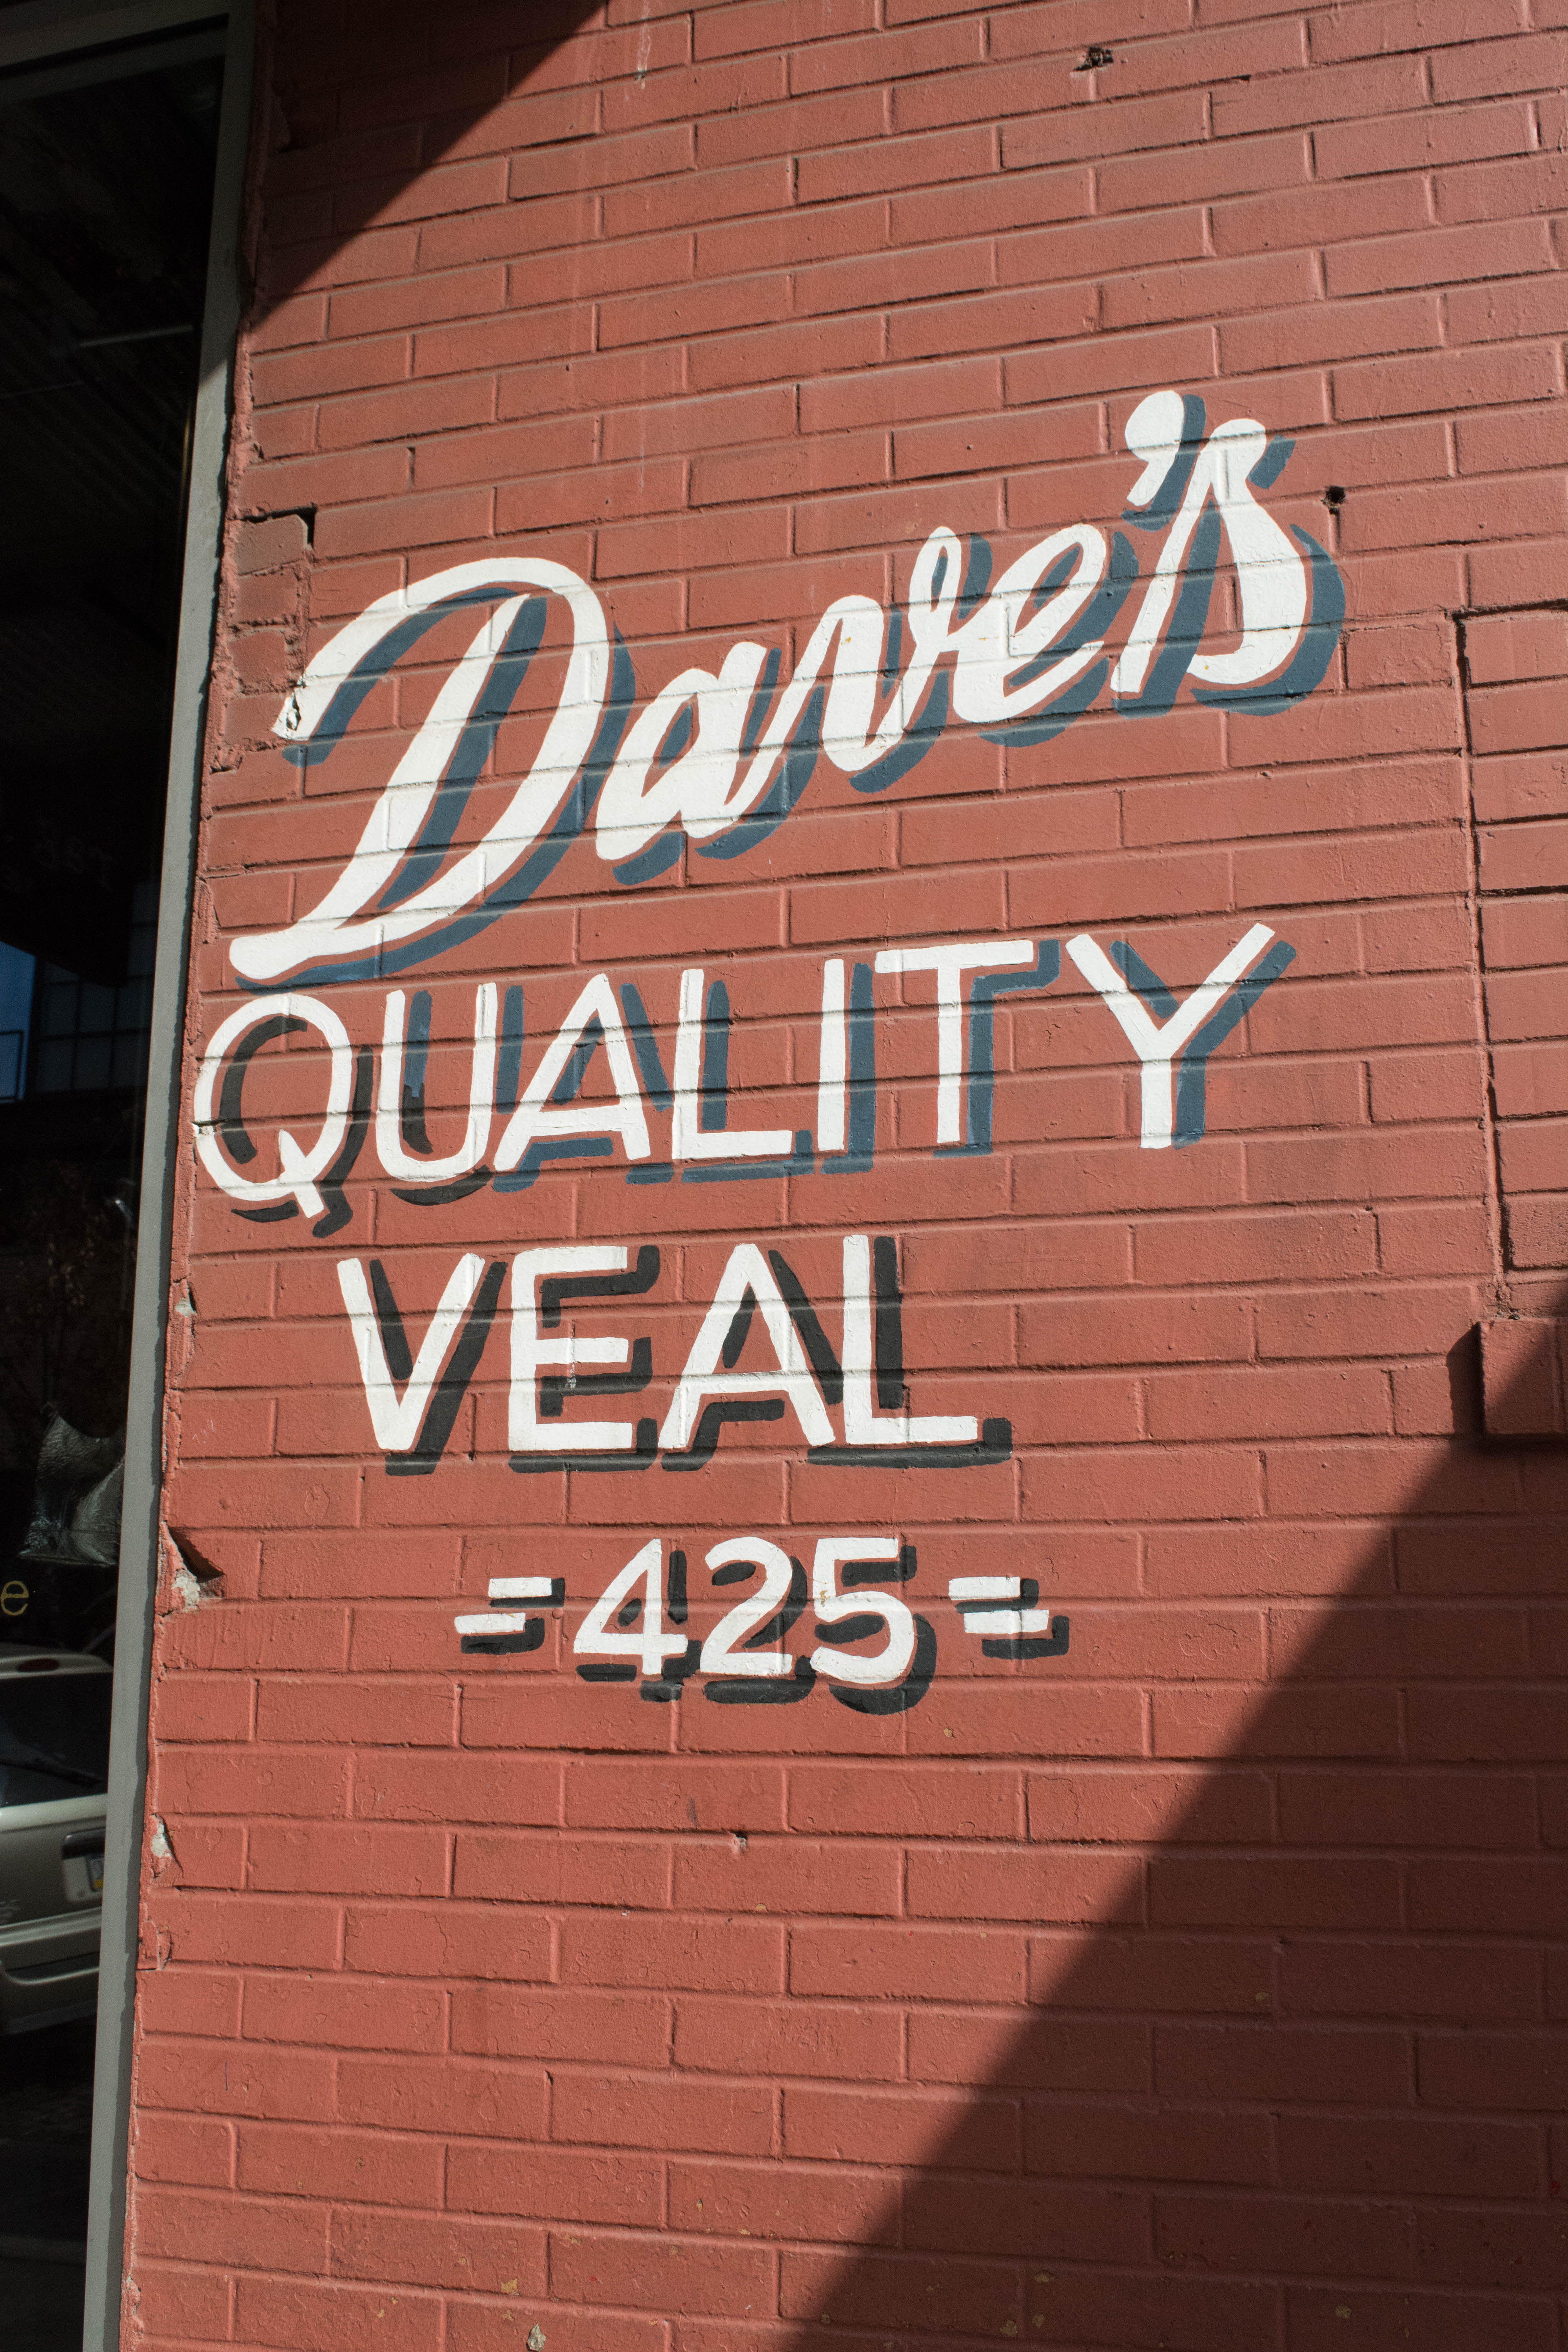 Dave's
QUALITY
VEAL
=425=
e